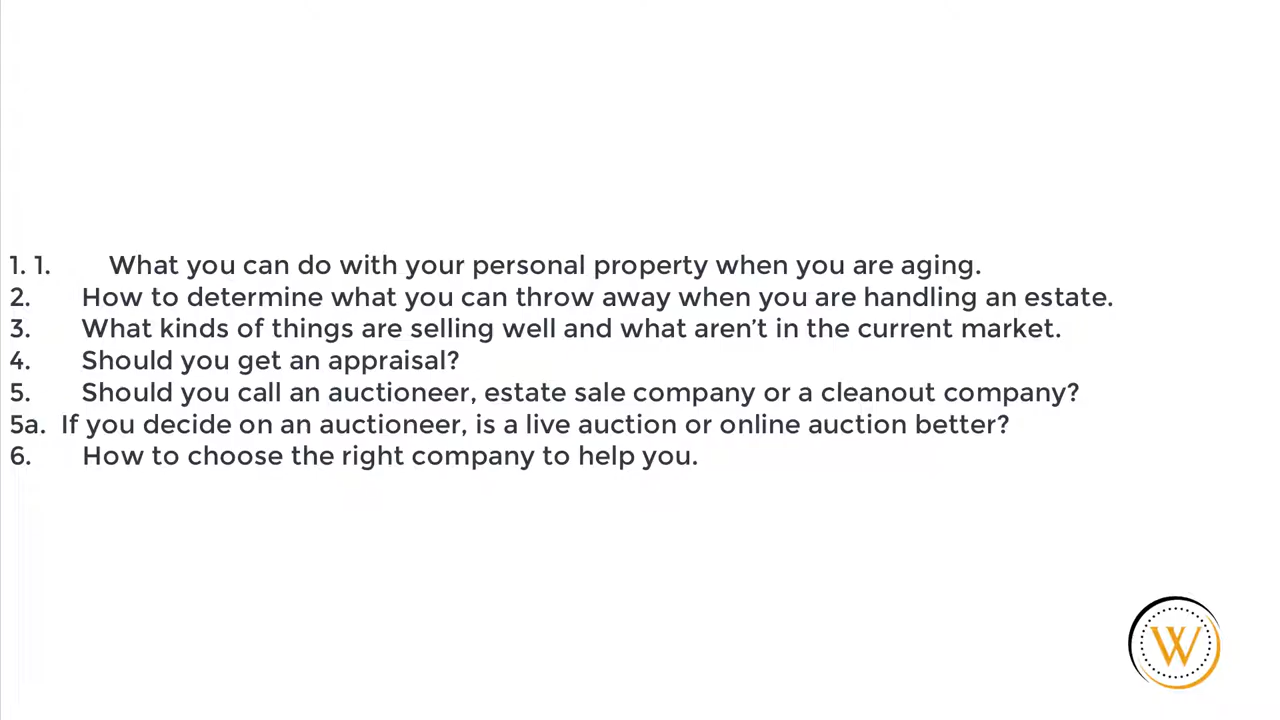 1. 1. What you can do with your personal property when you are aging.
2. How to determine what you can throw away when you are handling an estate.
3. What kinds of things are selling well and what aren’t in the current market.
4. Should you get an appraisal?
5. Should you call an auctioneer, estate sale company or a cleanout company?
5a. If you decide on an auctioneer, is a live auction or online auction better?
6. How to choose the right company to help you.
W